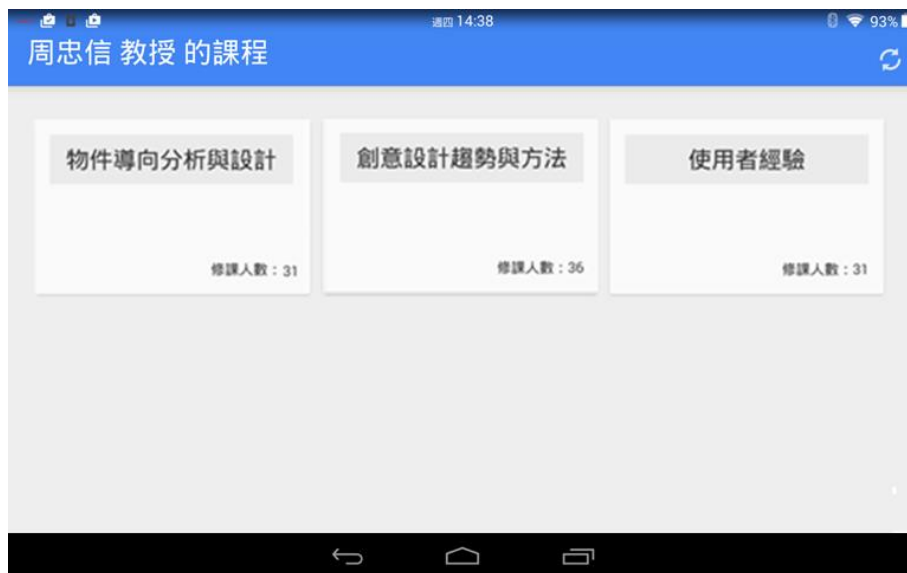 週四 14:38
93%
周忠信 教授 的課程
物件導向分析與設計
創意設計趨勢與方法
使用者經驗
修課人數：31
修課人數：36
修課人數：31